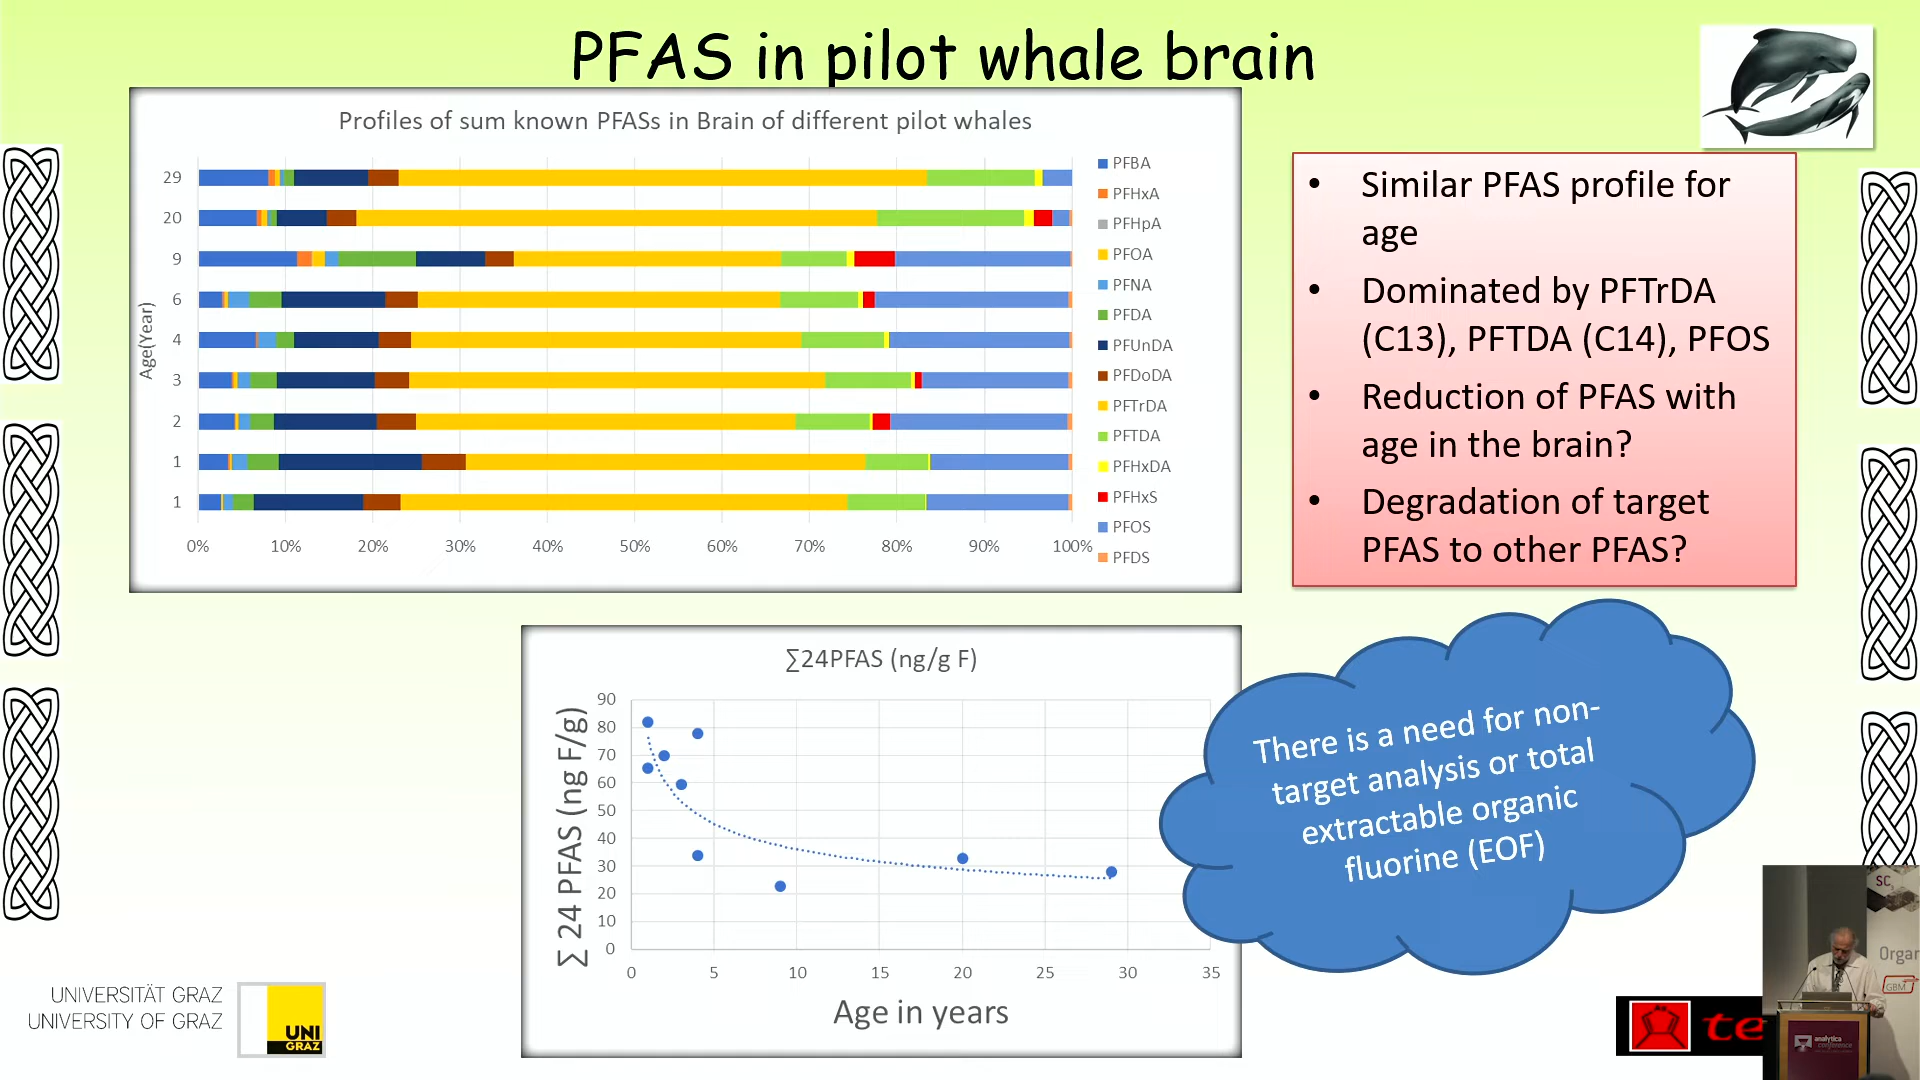 PFAS in pilot whale brain
Profiles of sum known PFASs in Brain of different pilot whales
Age(Year)
29
20
9
6
4
3
2
1
1
0%
10%
20%
30%
40%
50%
60%
70%
80%
90%
100%
PFBA
PFHxA
PFHpA
PFOA
PFNA
PFDA
PFUnDA
PFDoDA
PFTrDA
PFTDA
PFHxDA
PFHxS
PFOS
PFDS
• Similar PFAS profile for
age
• Dominated by PFTrDA
(C13), PFTDA (C14), PFOS
• Reduction of PFAS with
age in the brain?
• Degradation of target
PFAS to other PFAS?
∑24PFAS (ng/g F)
∑ 24 PFAS (ng F/g)
90
80
70
60
50
40
30
20
10
0
0
5
10
15
20
25
30
35
Age in years
There is a need for non-
target analysis or total
extractable organic
fluorine (EOF)
UNIVERSITÄT GRAZ
UNIVERSITY OF GRAZ
UNI
GRAZ
te
SC
Organ
GBM
analytica
conference